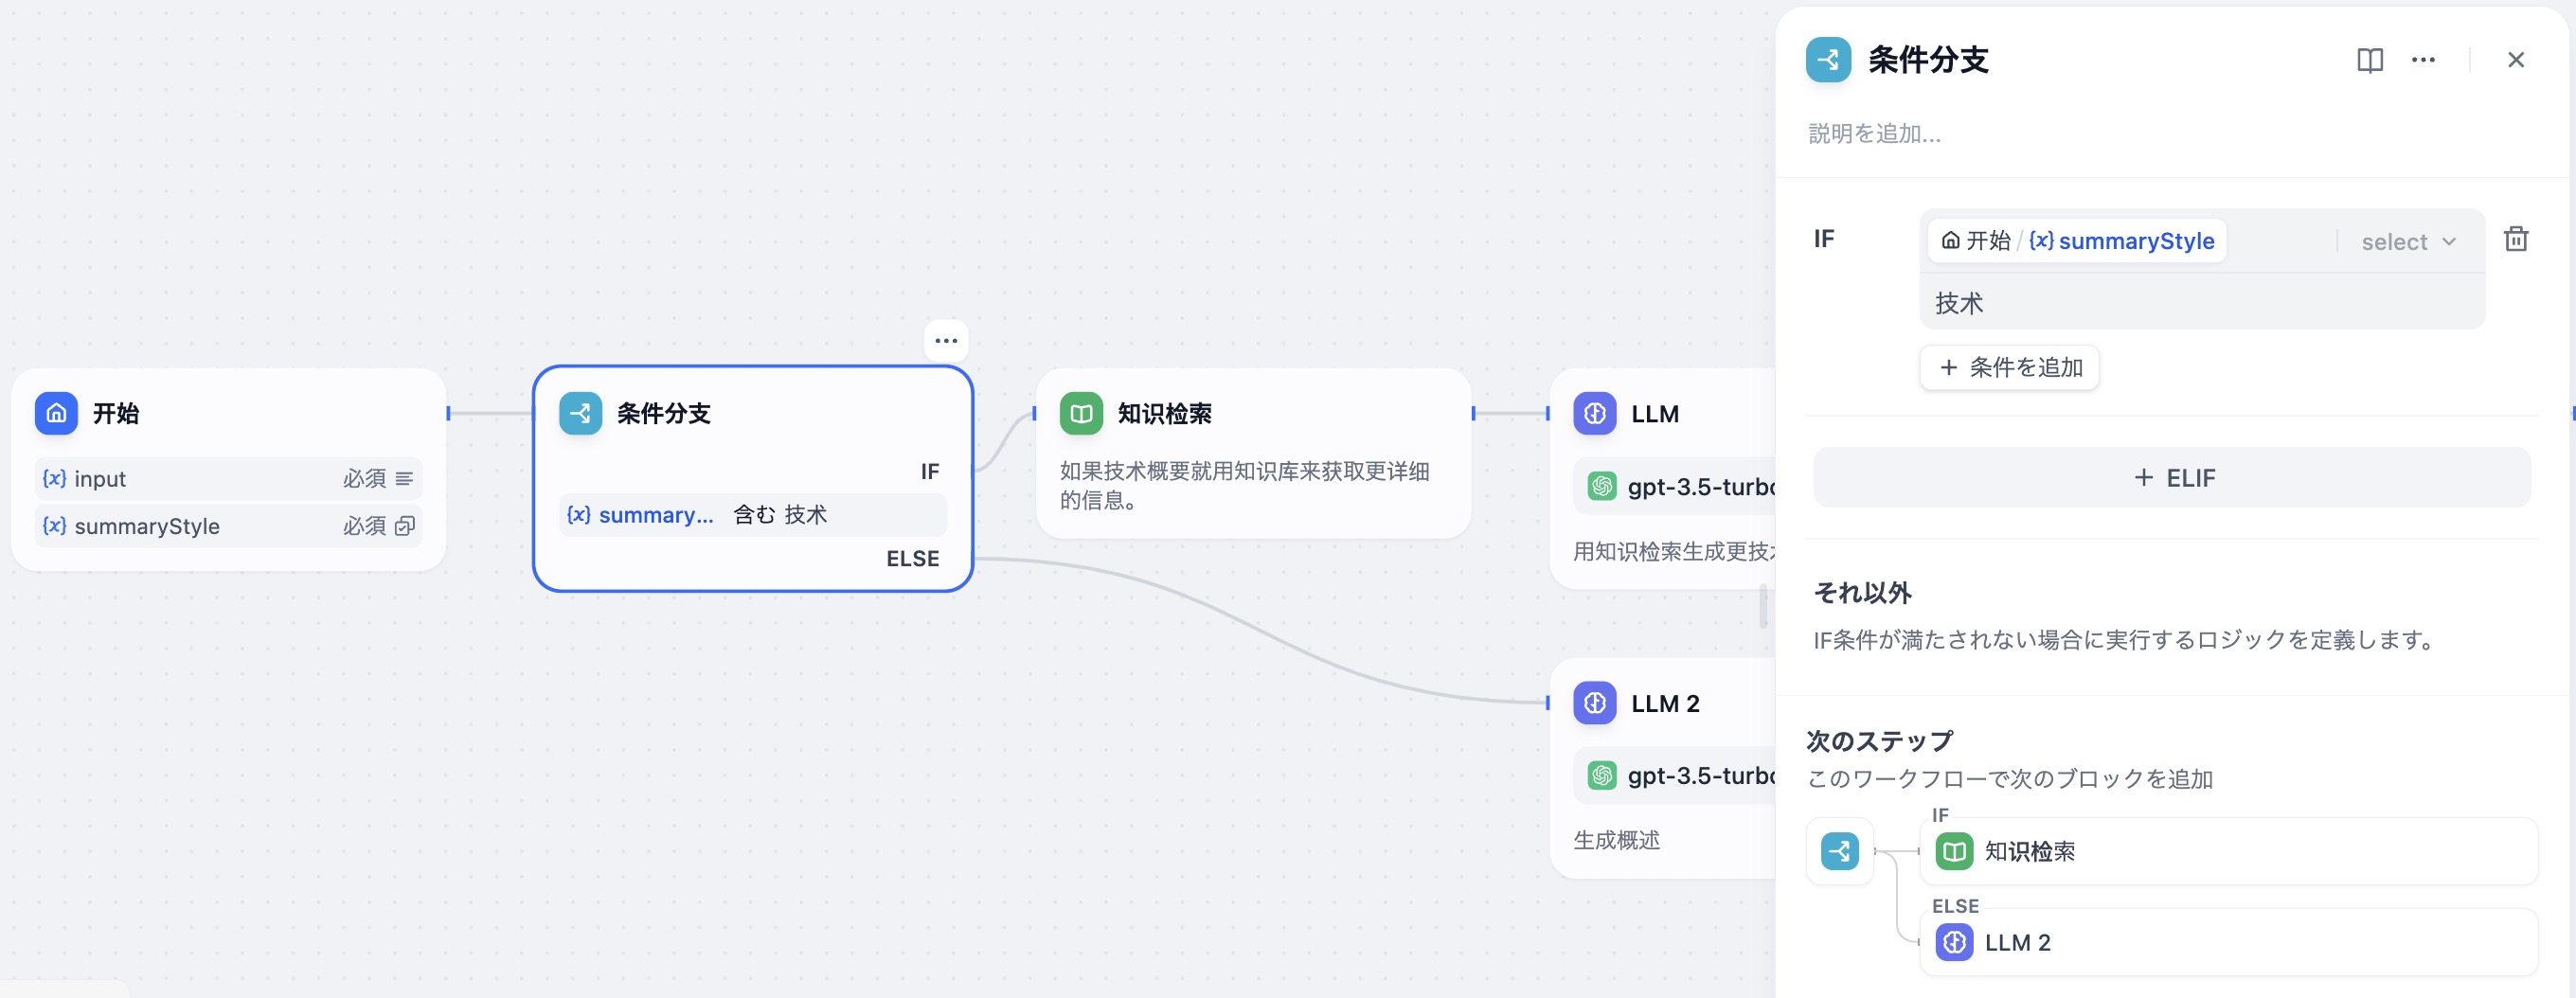 开始
{x} input 必須
{x} summaryStyle 必須
条件分支
IF
{x} summary... 含む 技术
ELSE
知识检索
如果技术概要就用知识库来获取更详细
的信息。
LLM
gpt-3.5-turbo
用知识检索生成更技术
LLM 2
gpt-3.5-turbo
生成概述
条件分支
説明を追加...
IF
开始 / {x} summaryStyle select
技术
+ 条件を追加
+ ELIF
それ以外
IF条件が満たされない場合に実行するロジックを定義します。
次のステップ
このワークフローで次のブロックを追加
IF
知识检索
ELSE
LLM 2